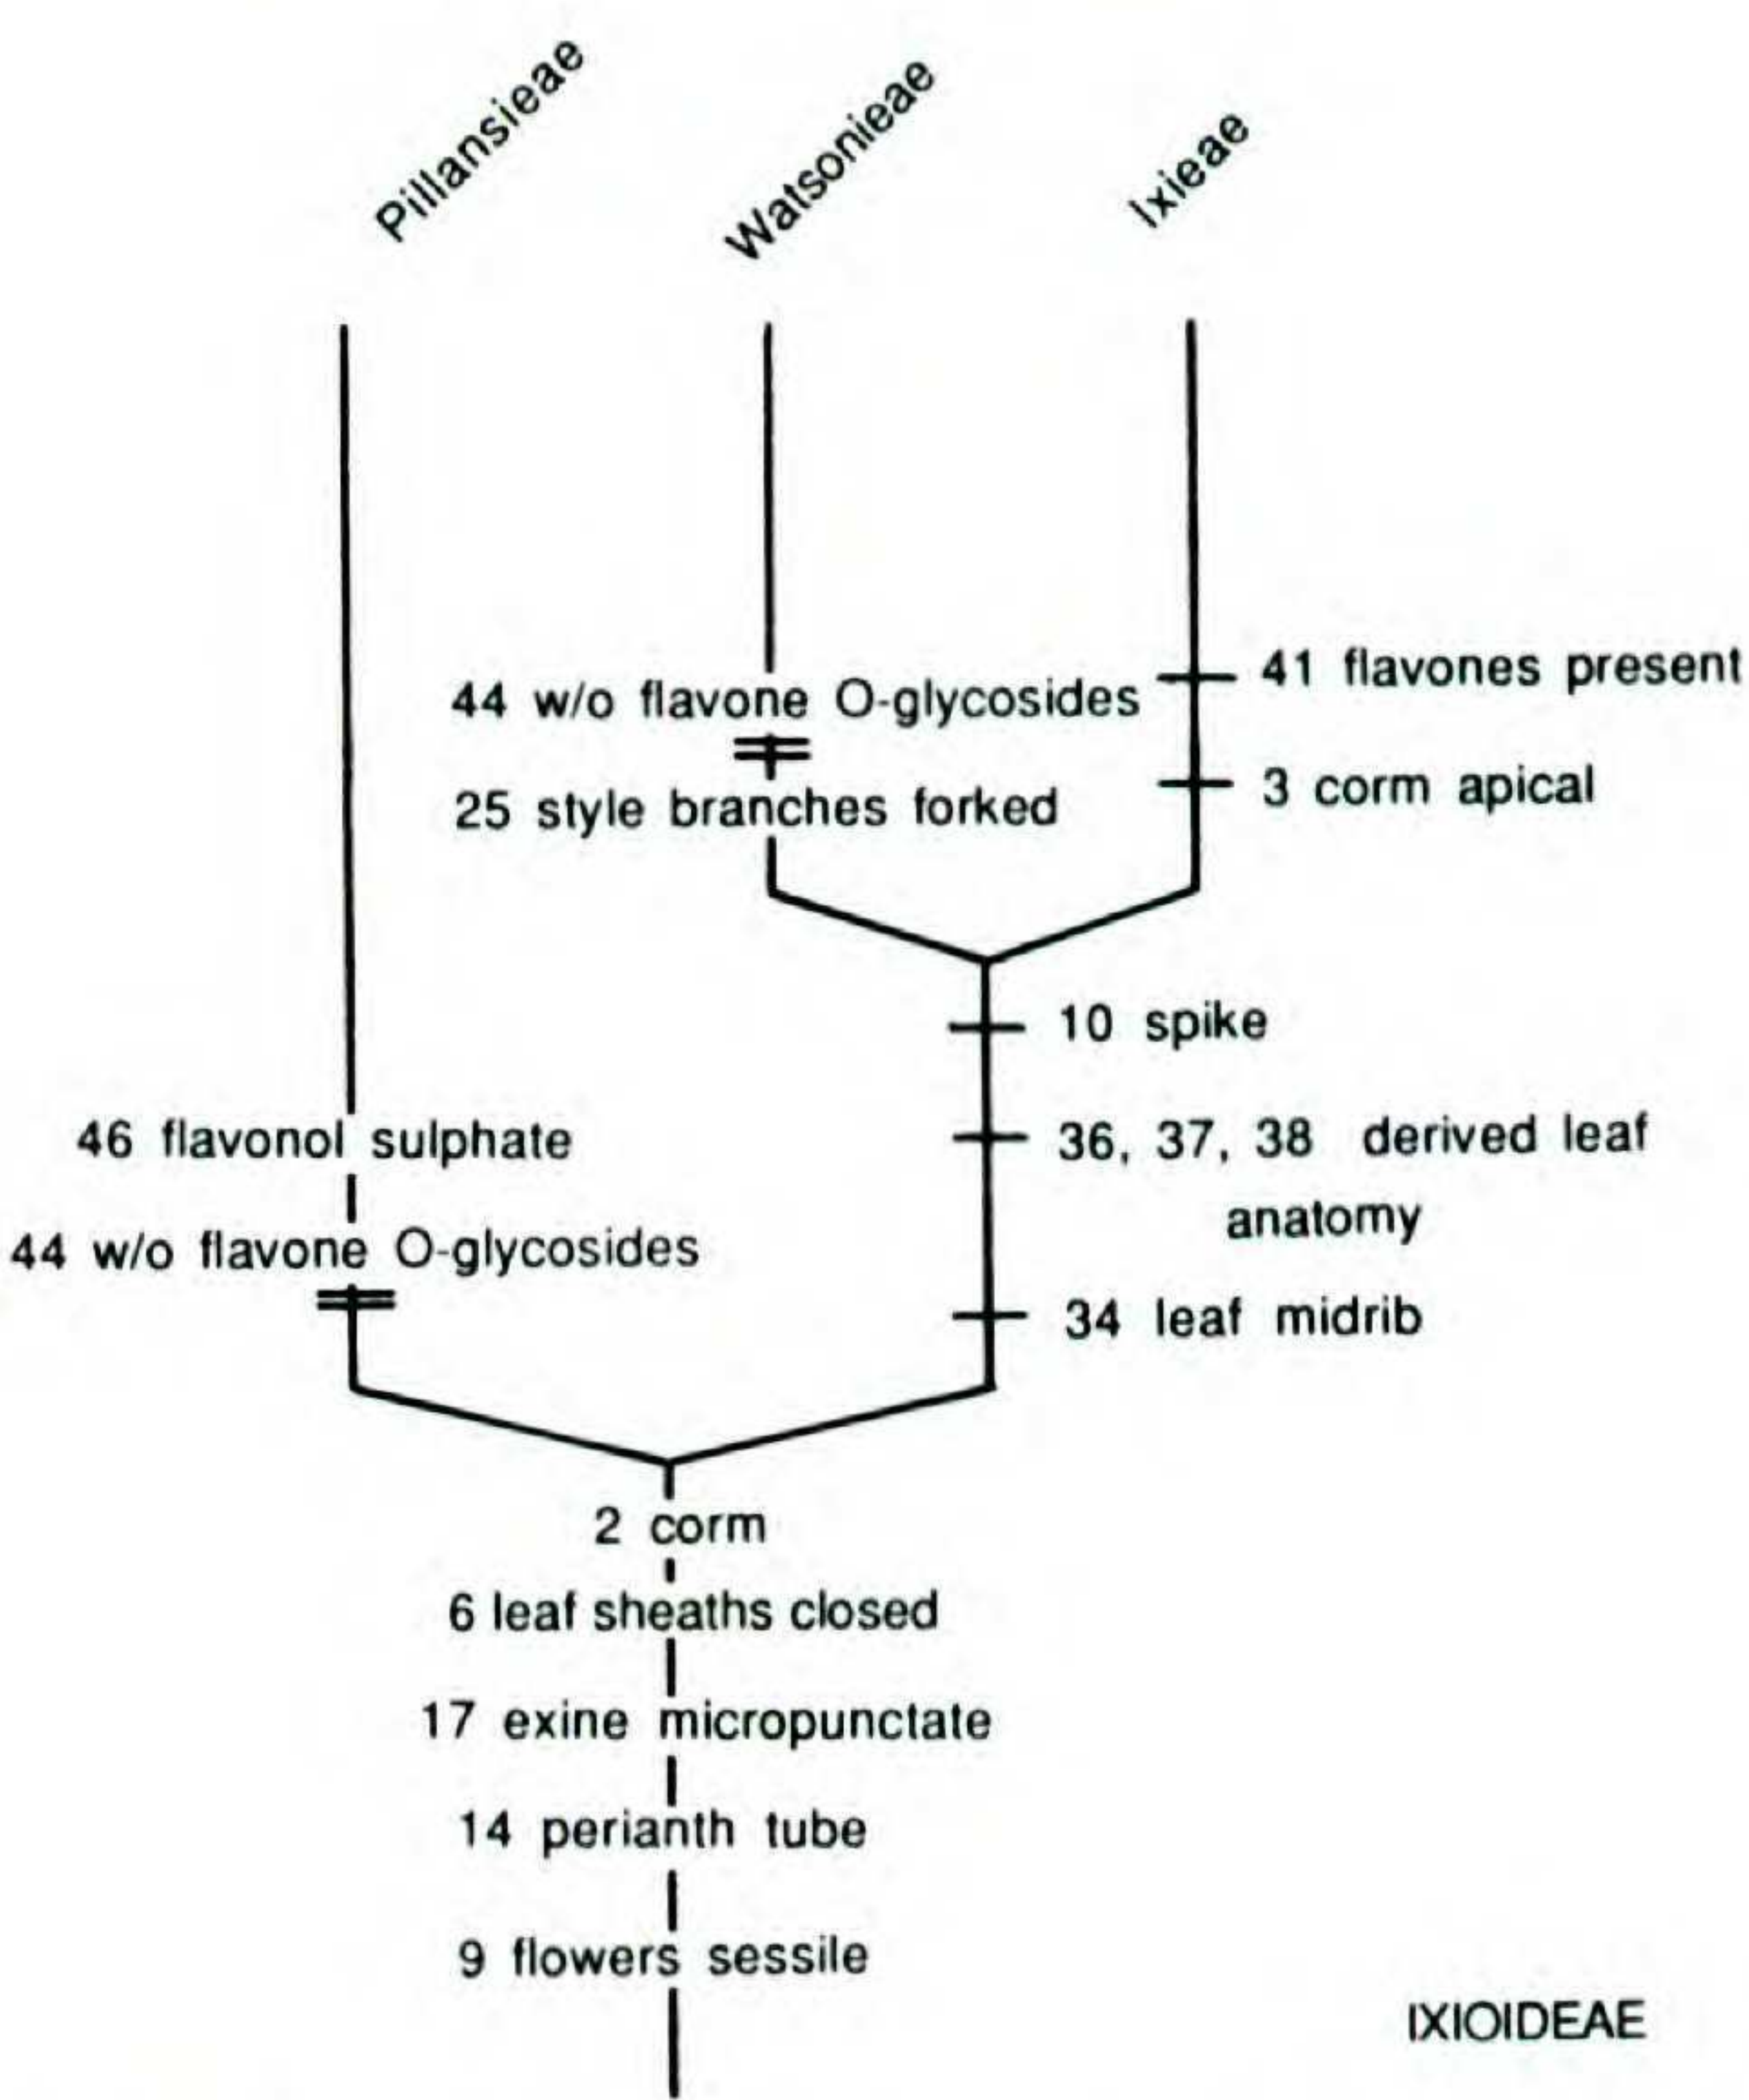 Pillansieae
Watsonieae
Ixieae
44 w/o flavone O-glycosides
41 flavones present
25 style branches forked
3 corm apical
10 spike
46 flavonol sulphate
36, 37, 38 derived leaf
anatomy
44 w/o flavone O-glycosides
34 leaf midrib
2 corm
6 leaf sheaths closed
17 exine micropunctate
14 perianth tube
9 flowers sessile
IXIOIDEAE